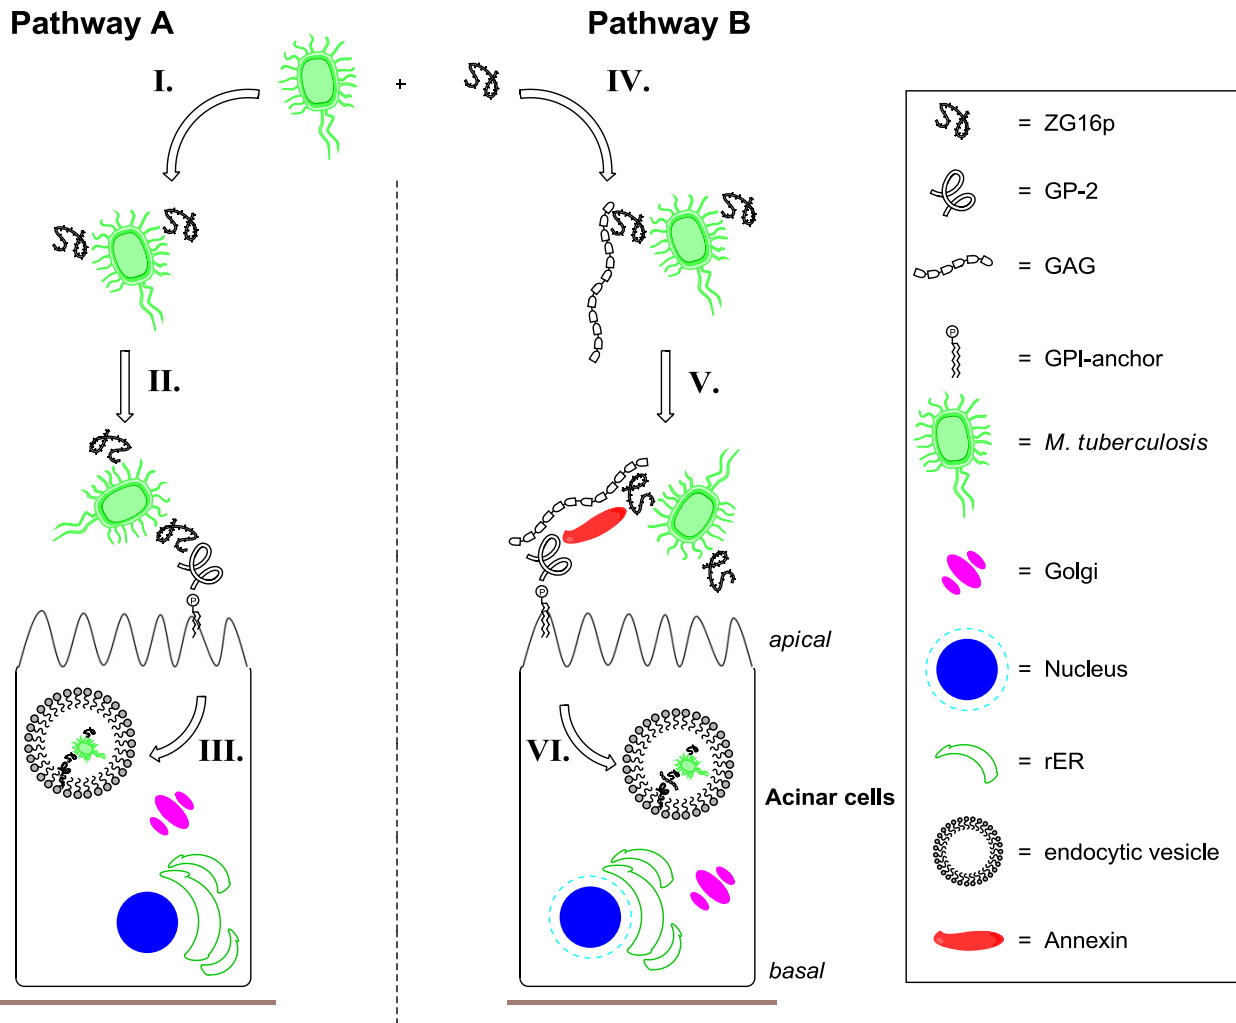 Pathway A
Pathway B
I.
+
IV.
II.
V.
P
P
apical
III.
VI.
Acinar cells
basal
= ZG16p
= GP-2
= GAG
P
= GPI-anchor
= M. tuberculosis
= Golgi
= Nucleus
= rER
= endocytic vesicle
= Annexin